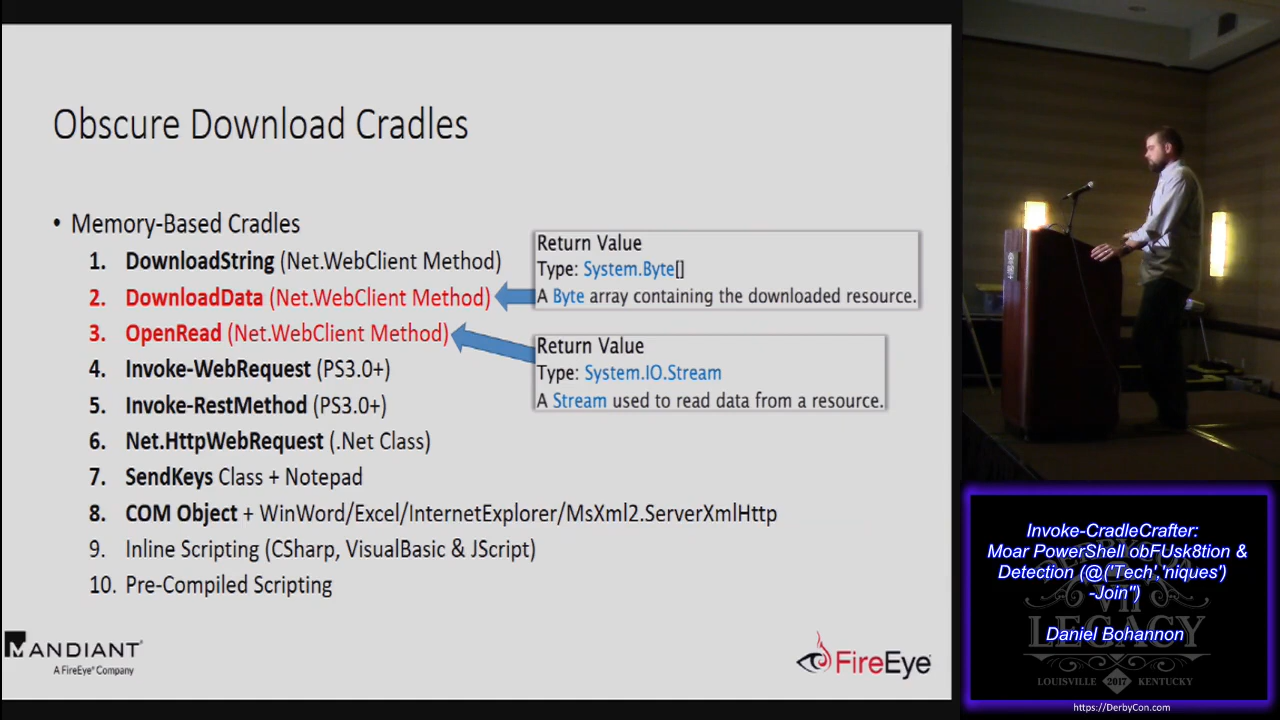 Obscure Download Cradles
• Memory-Based Cradles
1. DownloadString (Net.WebClient Method)
2. DownloadData (Net.WebClient Method)
3. OpenRead (Net.WebClient Method)
4. Invoke-WebRequest (PS3.0+)
5. Invoke-RestMethod (PS3.0+)
6. Net.HttpWebRequest (.Net Class)
7. SendKeys Class + Notepad
8. COM Object + WinWord/Excel/InternetExplorer/MsXml2.ServerXmlHttp
9. Inline Scripting (CSharp, VisualBasic & JScript)
10. Pre-Compiled Scripting
Return Value
Type: System.Byte[]
A Byte array containing the downloaded resource.
Return Value
Type: System.IO.Stream
A Stream used to read data from a resource.
MANDIANT
A FireEye® Company
FireEye™
Invoke-CradleCrafter:
Moar PowerShell obFUsk8tion &
Detection (@('Tech','niques')
-Join'')
Daniel Bohannon
LEGACY
LOUISVILLE 2017 KENTUCKY
https://DerbyCon.com